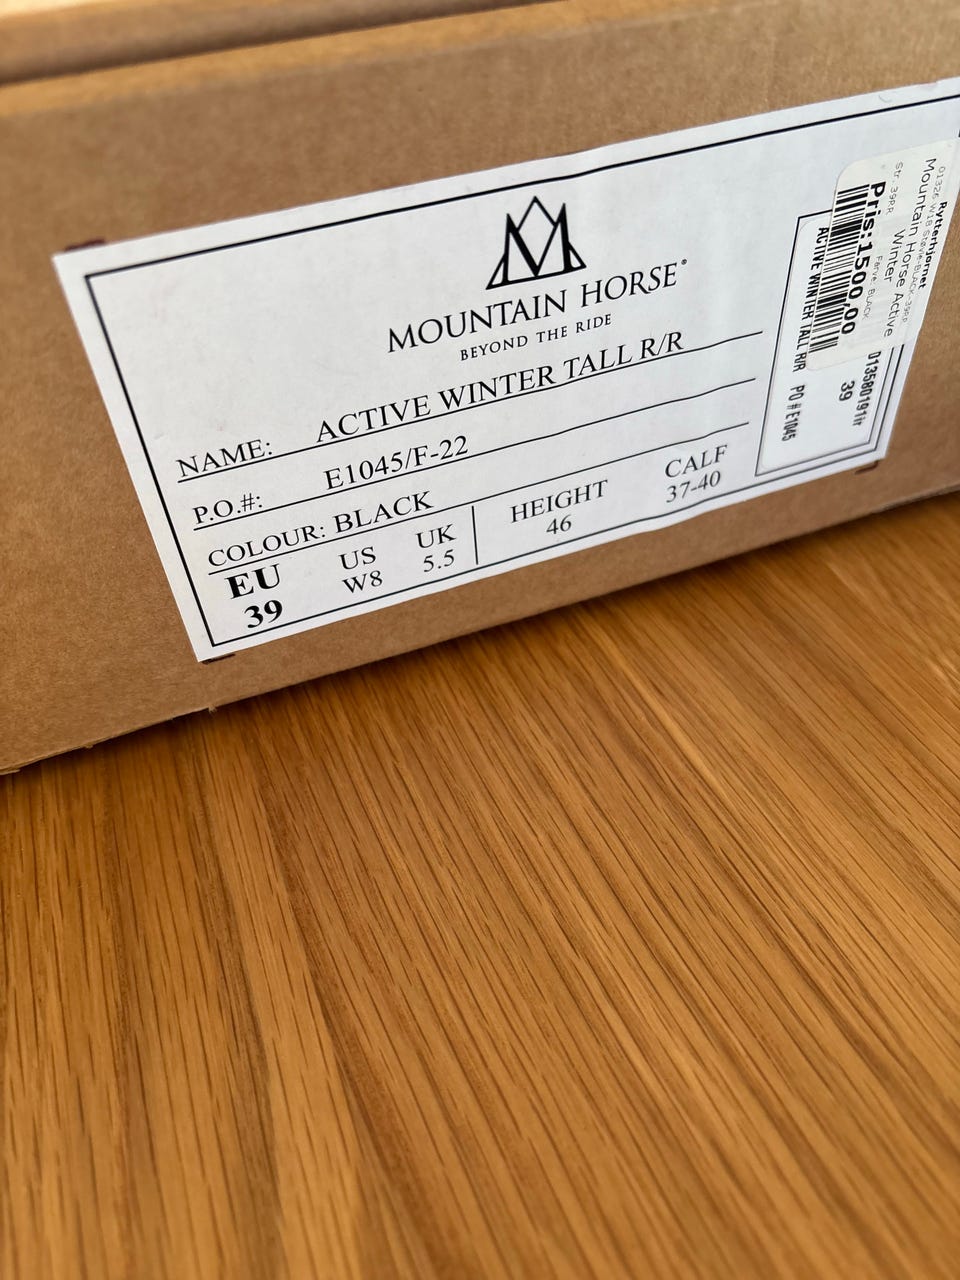 MOUNTAIN HORSE
BEYOND THE RIDE
NAME: ACTIVE WINTER TALL R/R
P.O.#: E1045/F-22
COLOUR: BLACK
EU US UK HEIGHT CALF
39 W8 5.5 46 37-40
Rytterhjørnet
Mountain Horse Active
Winter
Str. 39RR Farve: BLACK
Pris:1500,00
39
ACTIVE WINTER TALL R/R PO # E1045